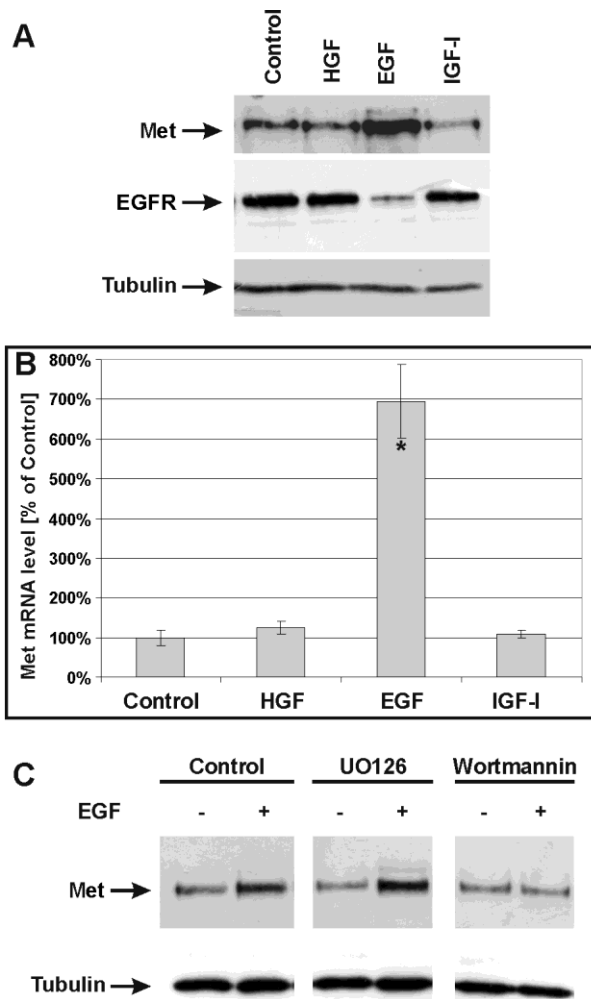 A
Control HGF EGF IGF-I
Met
EGFR
Tubulin
B
Met mRNA level [% of Control]
800%
700%
600%
500%
400%
300%
200%
100%
0%
*
Control HGF EGF IGF-I
C
Control UO126 Wortmannin
EGF - + - + - +
Met
Tubulin